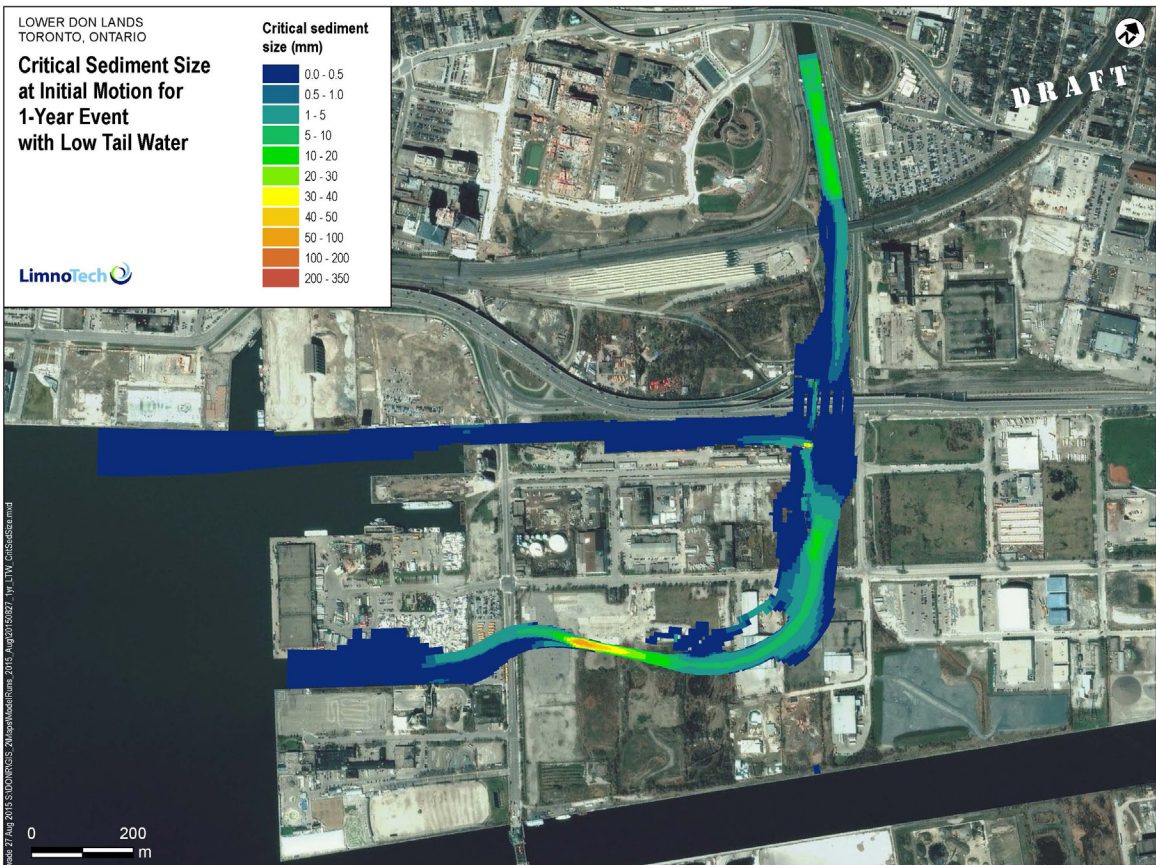 LOWER DON LANDS
TORONTO, ONTARIO
Critical Sediment Size
at Initial Motion for
1-Year Event
with Low Tail Water
LimnoTech
Critical sediment
size (mm)
0.0 - 0.5
0.5 - 1.0
1 - 5
5 - 10
10 - 20
20 - 30
30 - 40
40 - 50
50 - 100
100 - 200
200 - 350
DRAFT
0 200
m